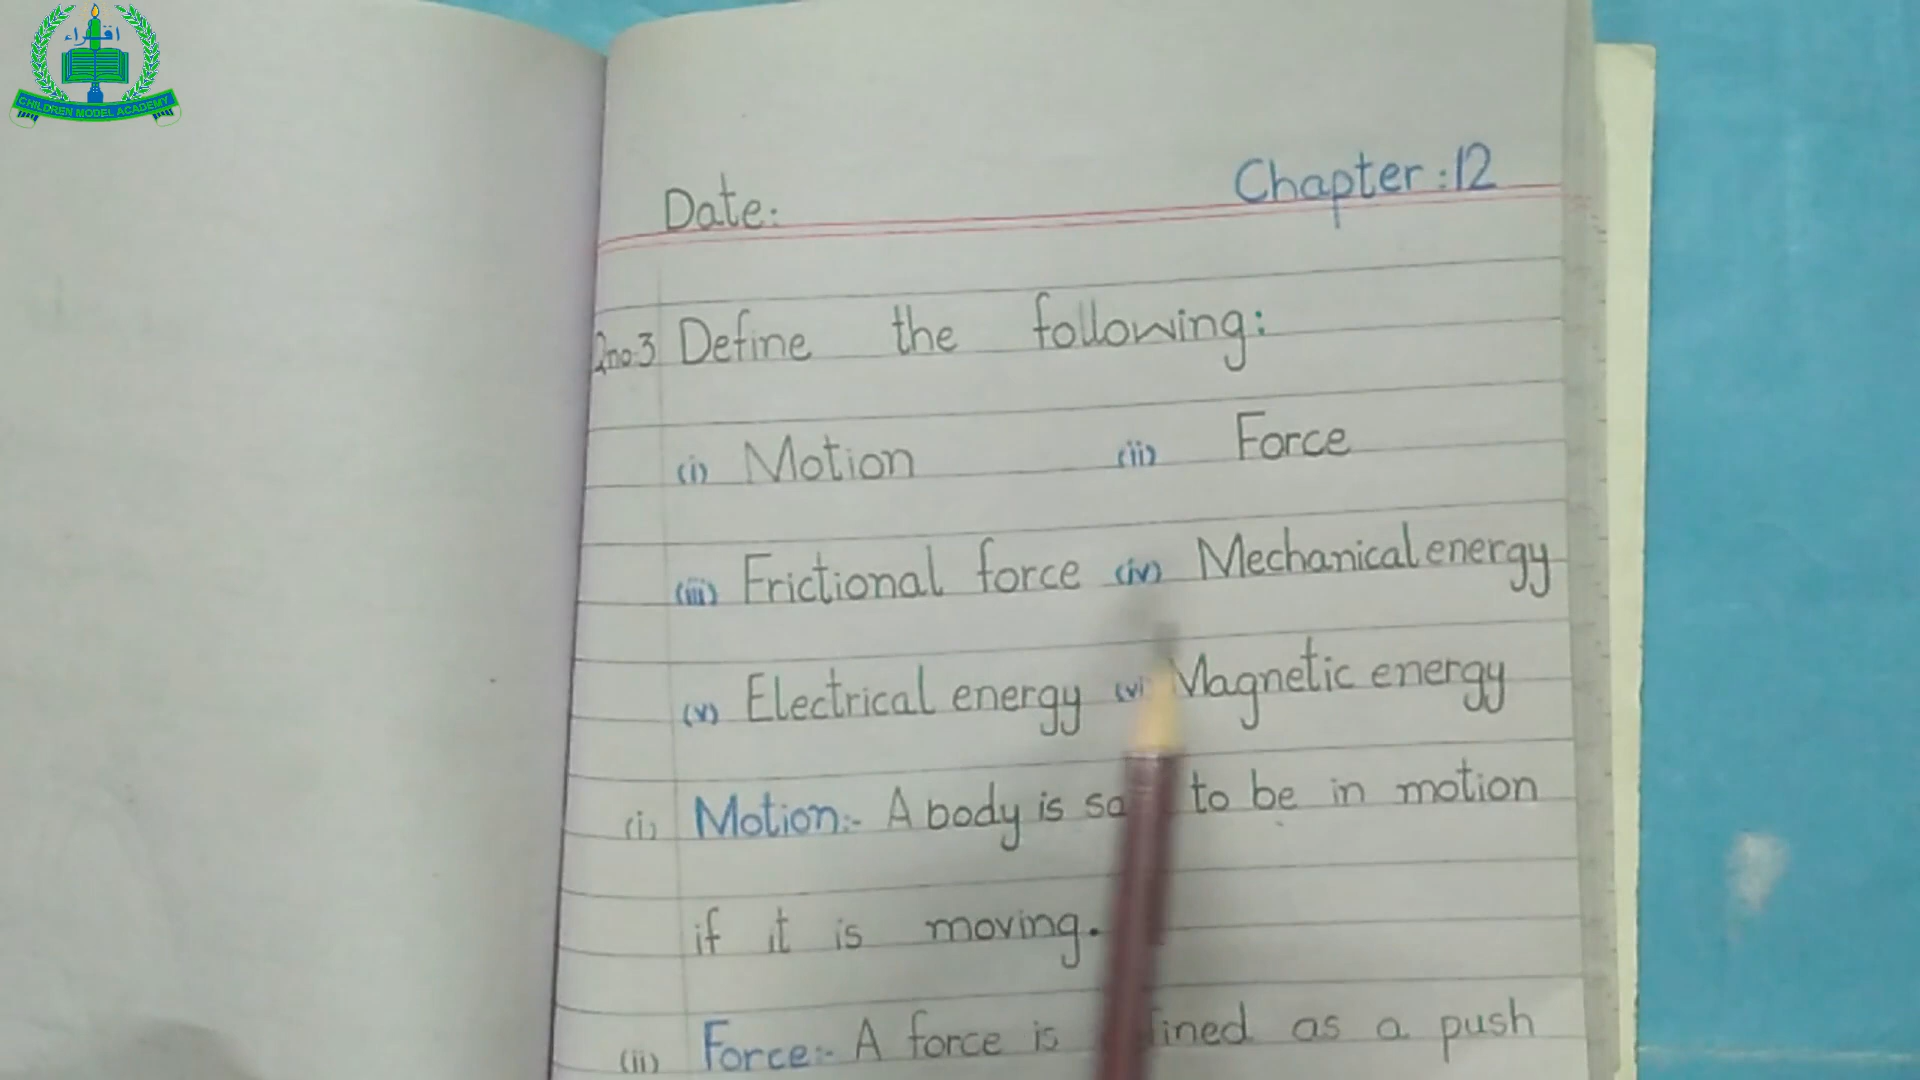 اقراء
CHILDREN MODEL ACADEMY
Date: Chapter:12
Qno.3 Define the following:
(i) Motion (ii) Force
(iii) Frictional force (iv) Mechanical energy
(v) Electrical energy (vi) Magnetic energy
(i) Motion:- A body is to be in motion
if it is moving.
(ii) Force:- A force is as a push